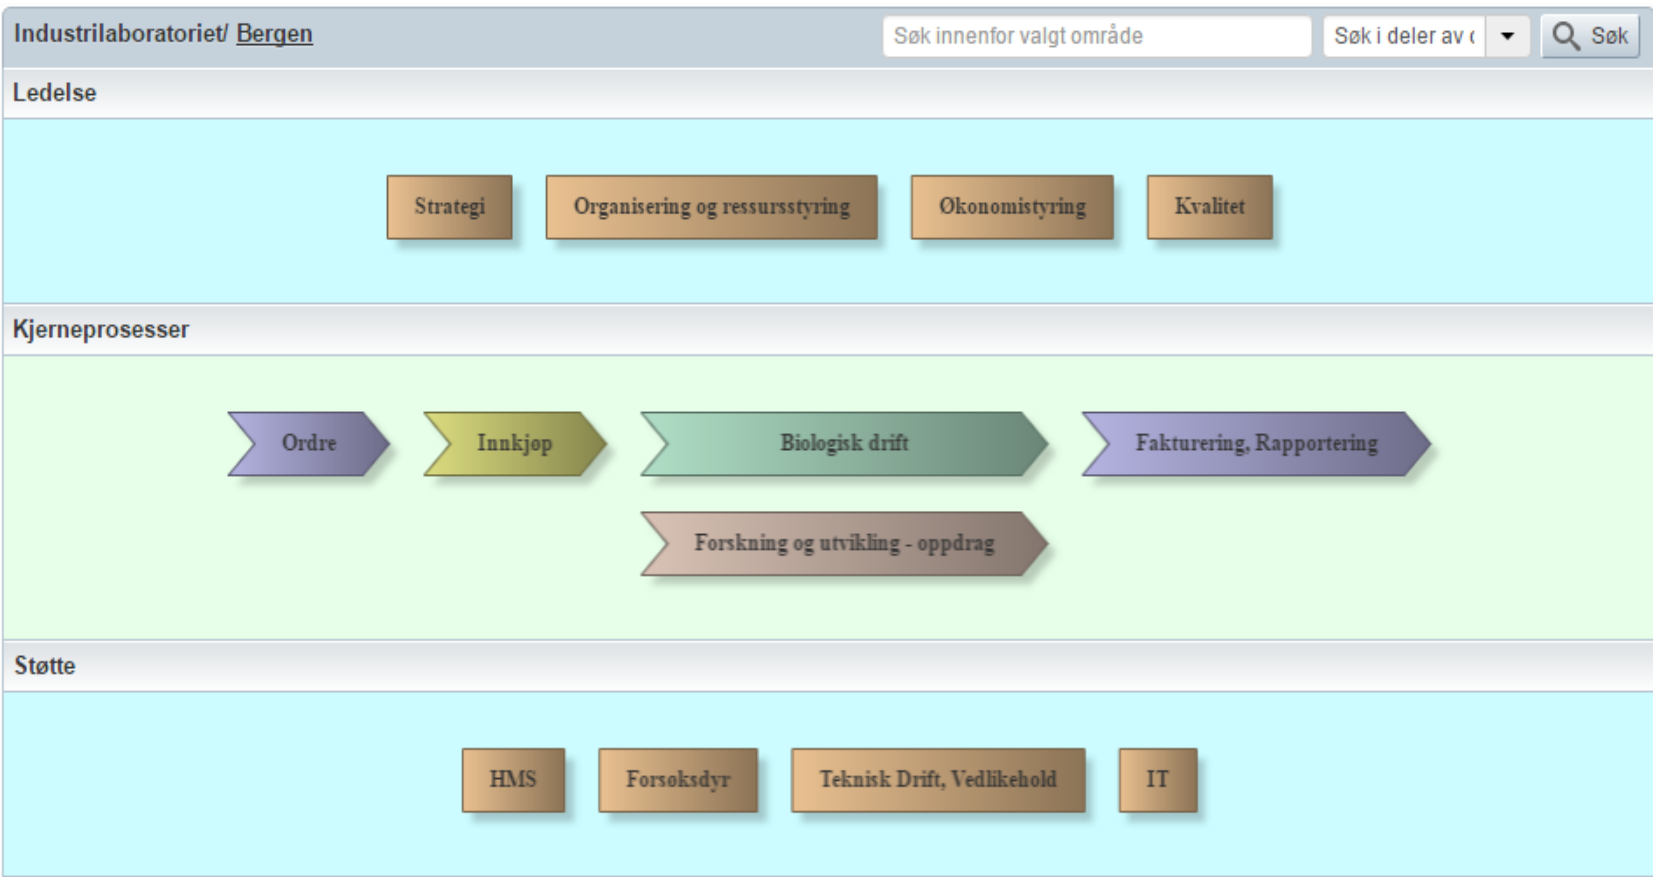 Industrilaboratoriet/ Bergen
Søk innenfor valgt område
Søk i deler av
Søk
Ledelse
Strategi
Organisering og ressursstyring
Økonomistyring
Kvalitet
Kjerneprosesser
Ordre
Innkjøp
Biologisk drift
Fakturering, Rapportering
Forskning og utvikling - oppdrag
Støtte
HMS
Forsøksdyr
Teknisk Drift, Vedlikehold
IT